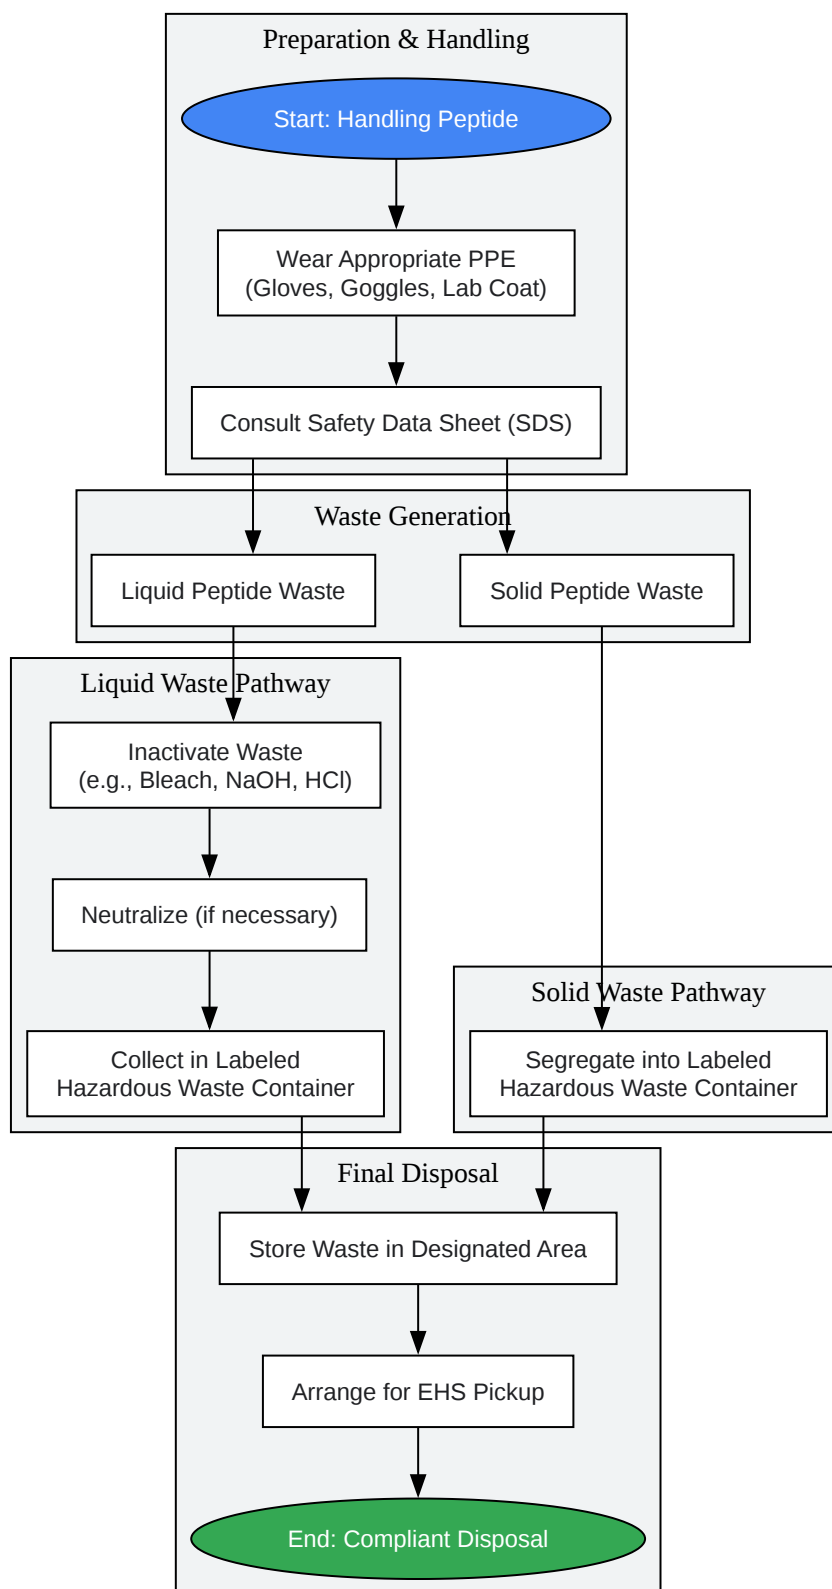 Preparation & Handling
Start: Handling Peptide
Wear Appropriate PPE
(Gloves, Goggles, Lab Coat)
Consult Safety Data Sheet (SDS)
Waste Generation
Liquid Peptide Waste
Solid Peptide Waste
Liquid Waste Pathway
Inactivate Waste
(e.g., Bleach, NaOH, HCl)
Neutralize (if necessary)
Collect in Labeled
Hazardous Waste Container
Solid Waste Pathway
Segregate into Labeled
Hazardous Waste Container
Final Disposal
Store Waste in Designated Area
Arrange for EHS Pickup
End: Compliant Disposal